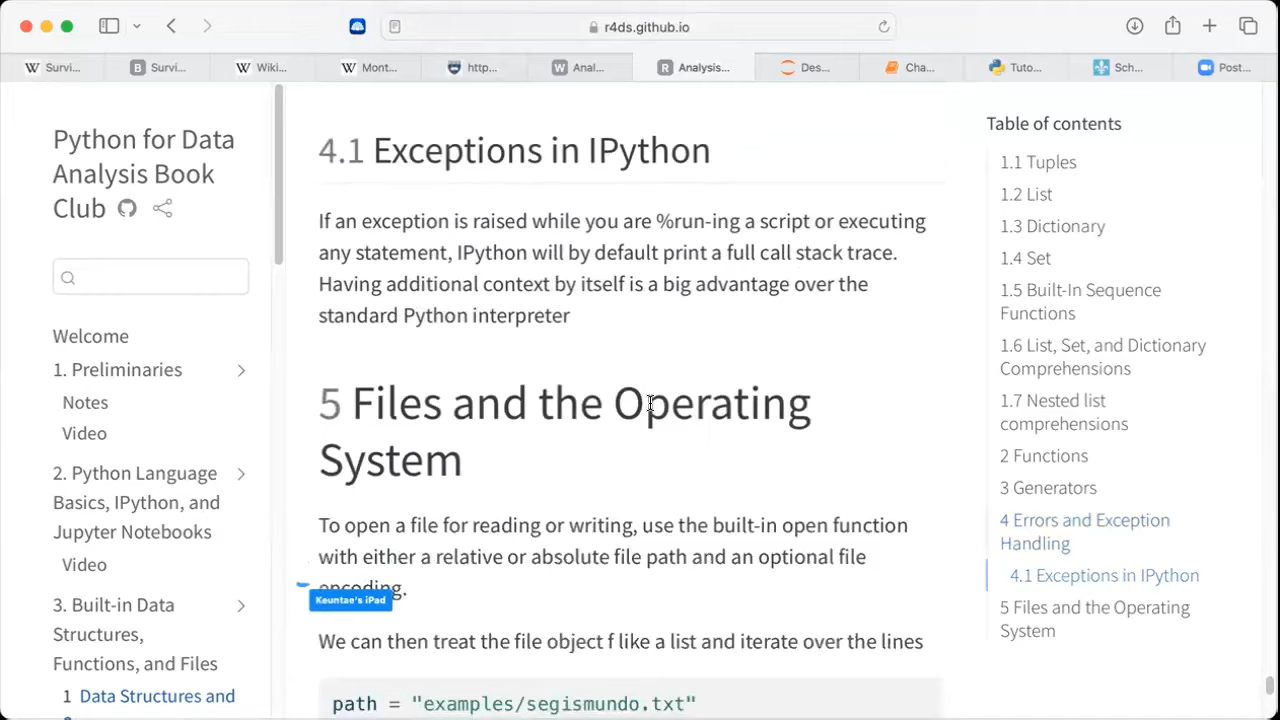 r4ds.github.io
Survi...
Survi...
Wiki...
Mont...
http...
Anal...
Analysis...
Des...
Cha...
Tuto...
Sch...
Post...
Python for Data
Analysis Book
Club
Welcome
1. Preliminaries
Notes
Video
2. Python Language
Basics, IPython, and
Jupyter Notebooks
Video
3. Built-in Data
Structures,
Functions, and Files
1 Data Structures and
4.1 Exceptions in IPython
If an exception is raised while you are %run-ing a script or executing
any statement, IPython will by default print a full call stack trace.
Having additional context by itself is a big advantage over the
standard Python interpreter
5 Files and the Operating
System
To open a file for reading or writing, use the built-in open function
with either a relative or absolute file path and an optional file
encoding.
Keuntae's iPad
We can then treat the file object f like a list and iterate over the lines
path = "examples/segismundo.txt"
Table of contents
1.1 Tuples
1.2 List
1.3 Dictionary
1.4 Set
1.5 Built-In Sequence
Functions
1.6 List, Set, and Dictionary
Comprehensions
1.7 Nested list
comprehensions
2 Functions
3 Generators
4 Errors and Exception
Handling
4.1 Exceptions in IPython
5 Files and the Operating
System